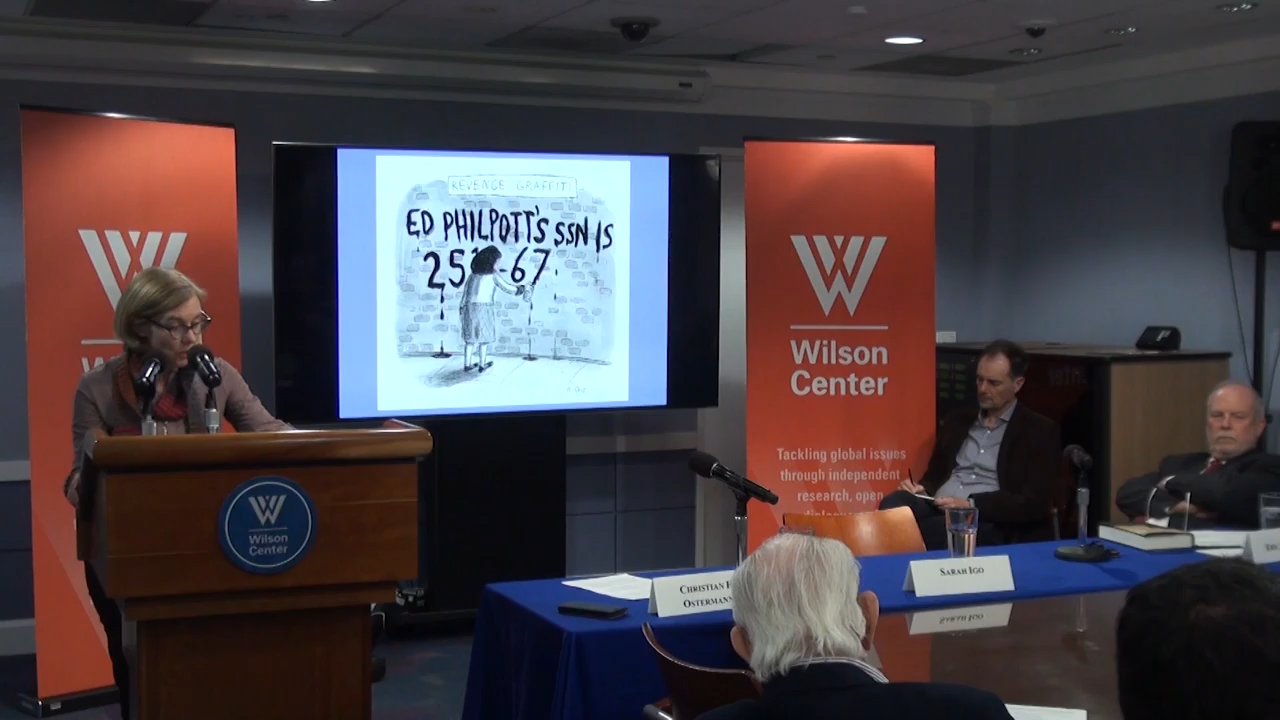 REVENGE GRAFFITI
ED PHILPOTT'S SSN IS
25 -67
Wilson
Center
Wilson
Center
Tackling global issues
through independent
research, open
CHRISTIAN
OSTERMANN
SARAH IGO